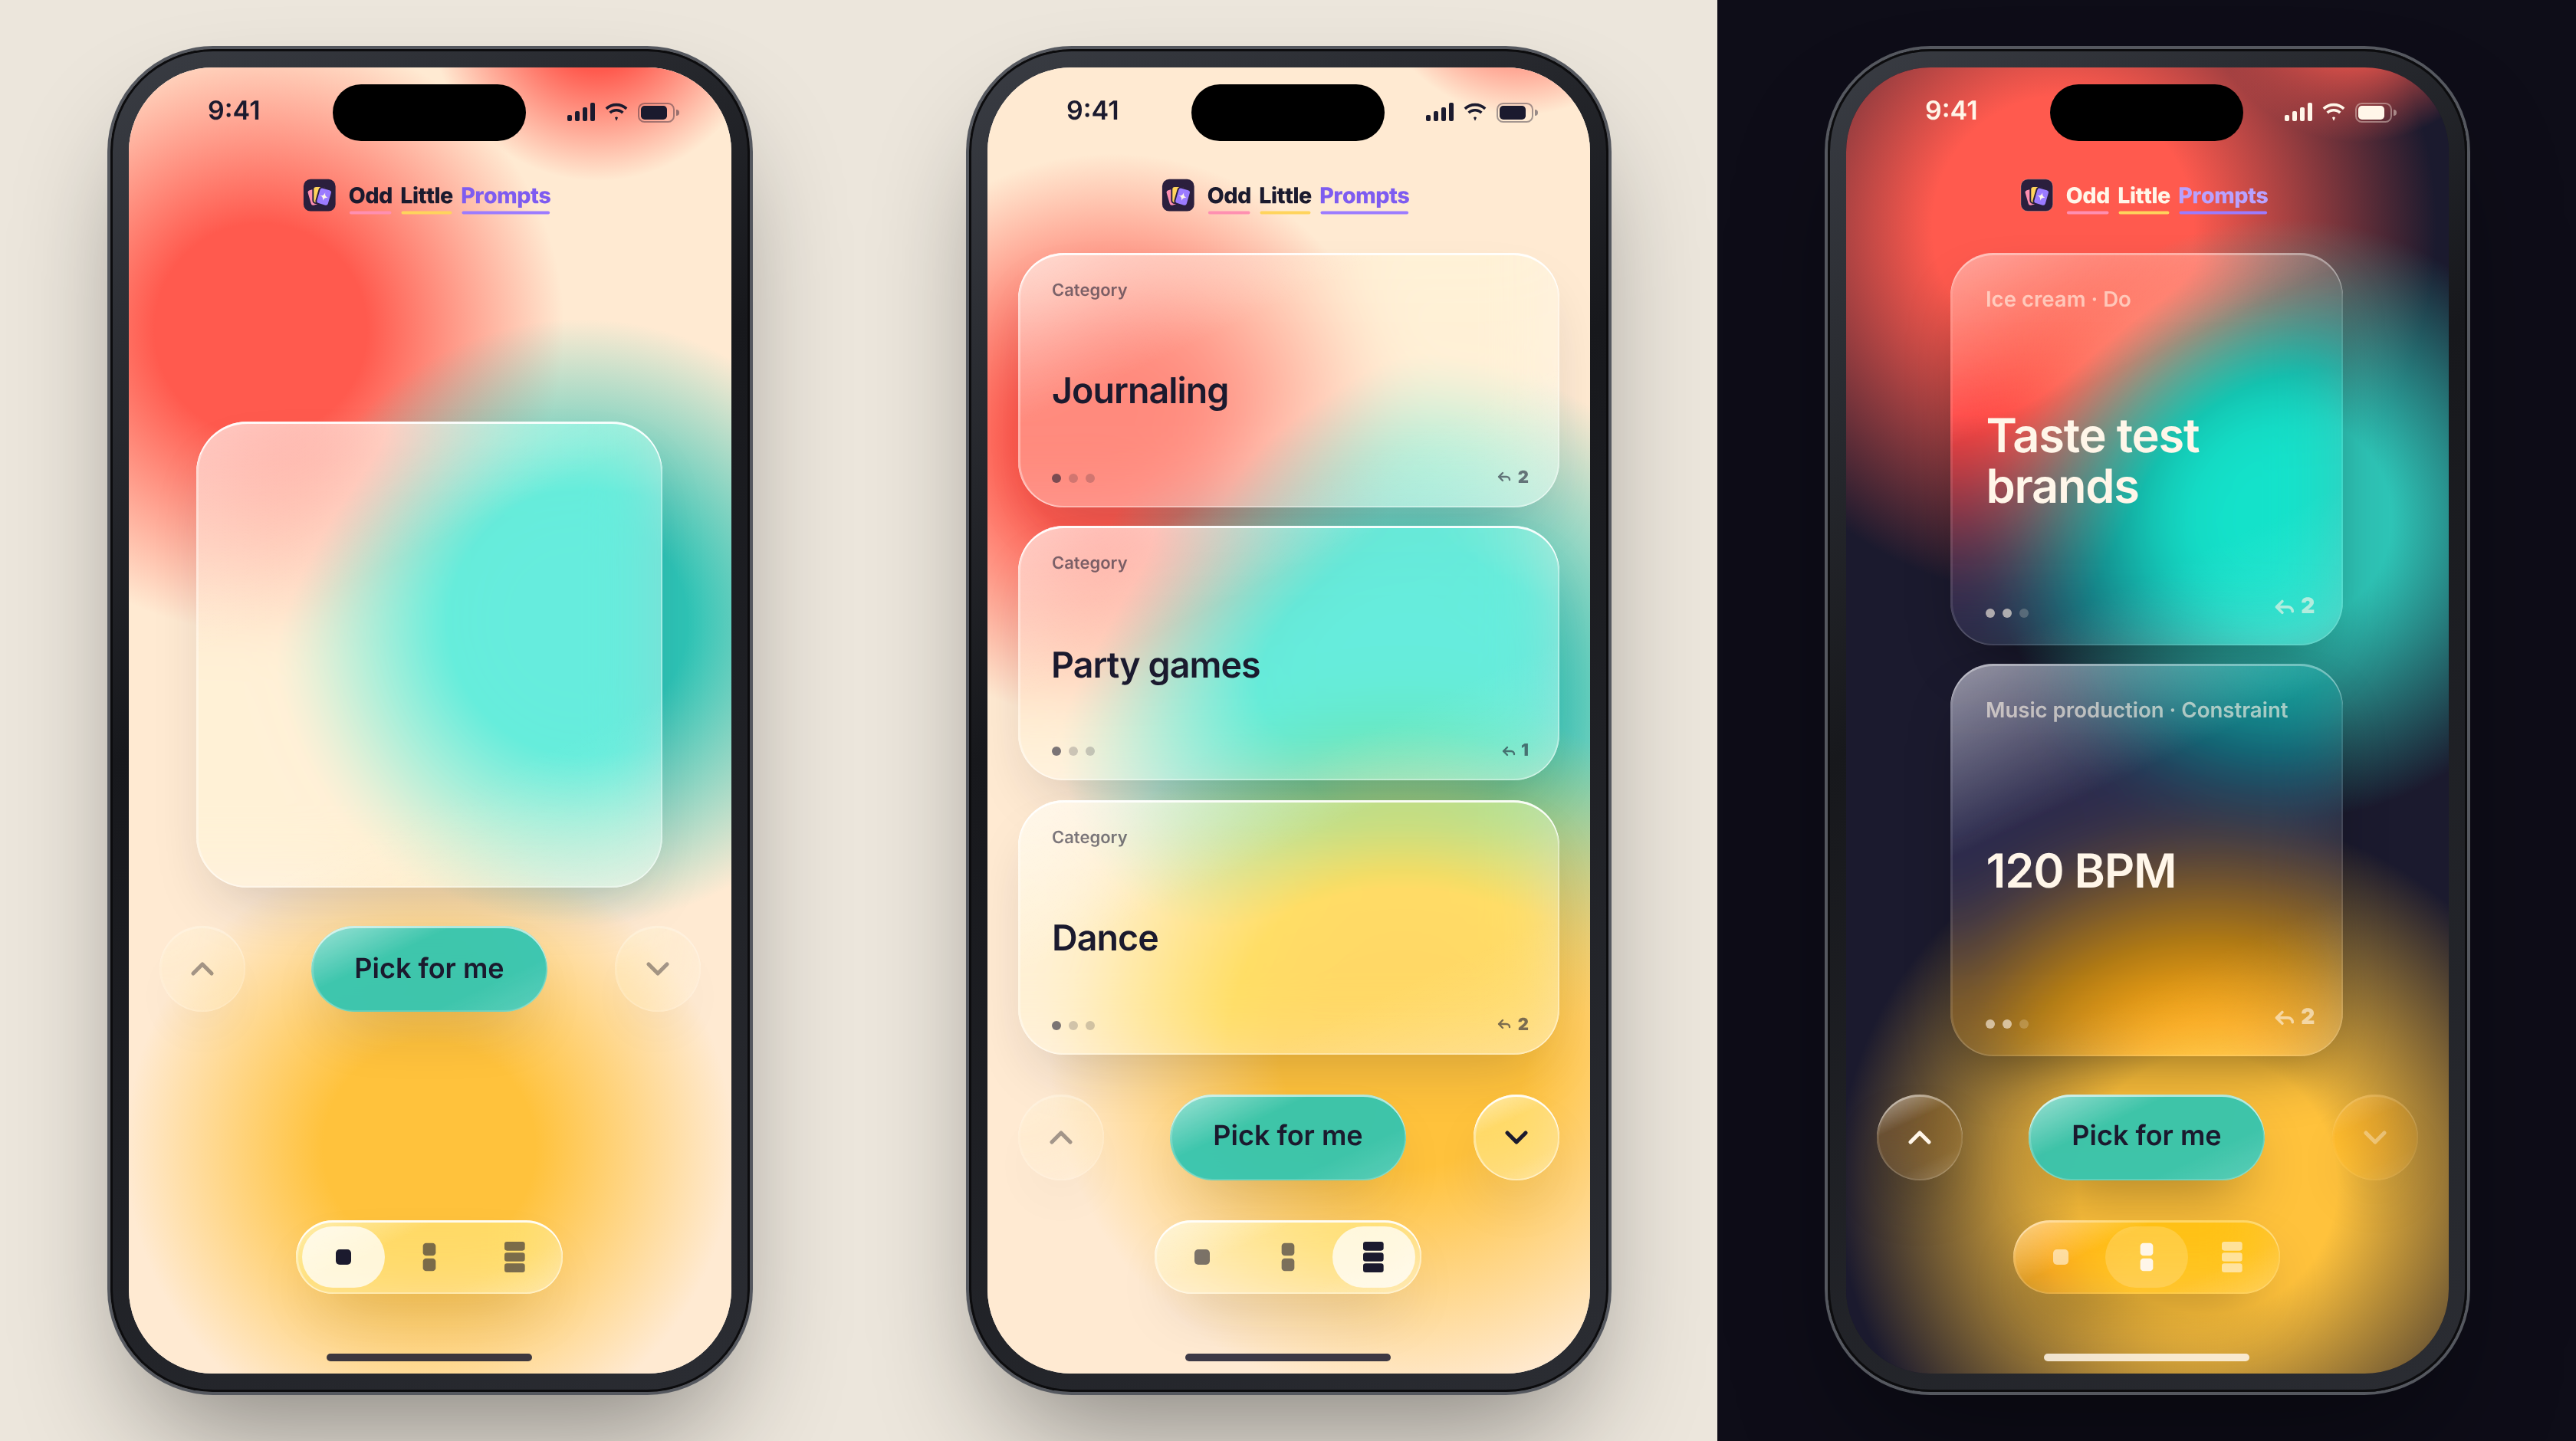 9:41
Odd Little Prompts
Pick for me
9:41
Odd Little Prompts
Category
Journaling
2
Category
Party games
1
Category
Dance
2
Pick for me
9:41
Odd Little Prompts
Ice cream · Do
Taste test
brands
2
Music production · Constraint
120 BPM
2
Pick for me